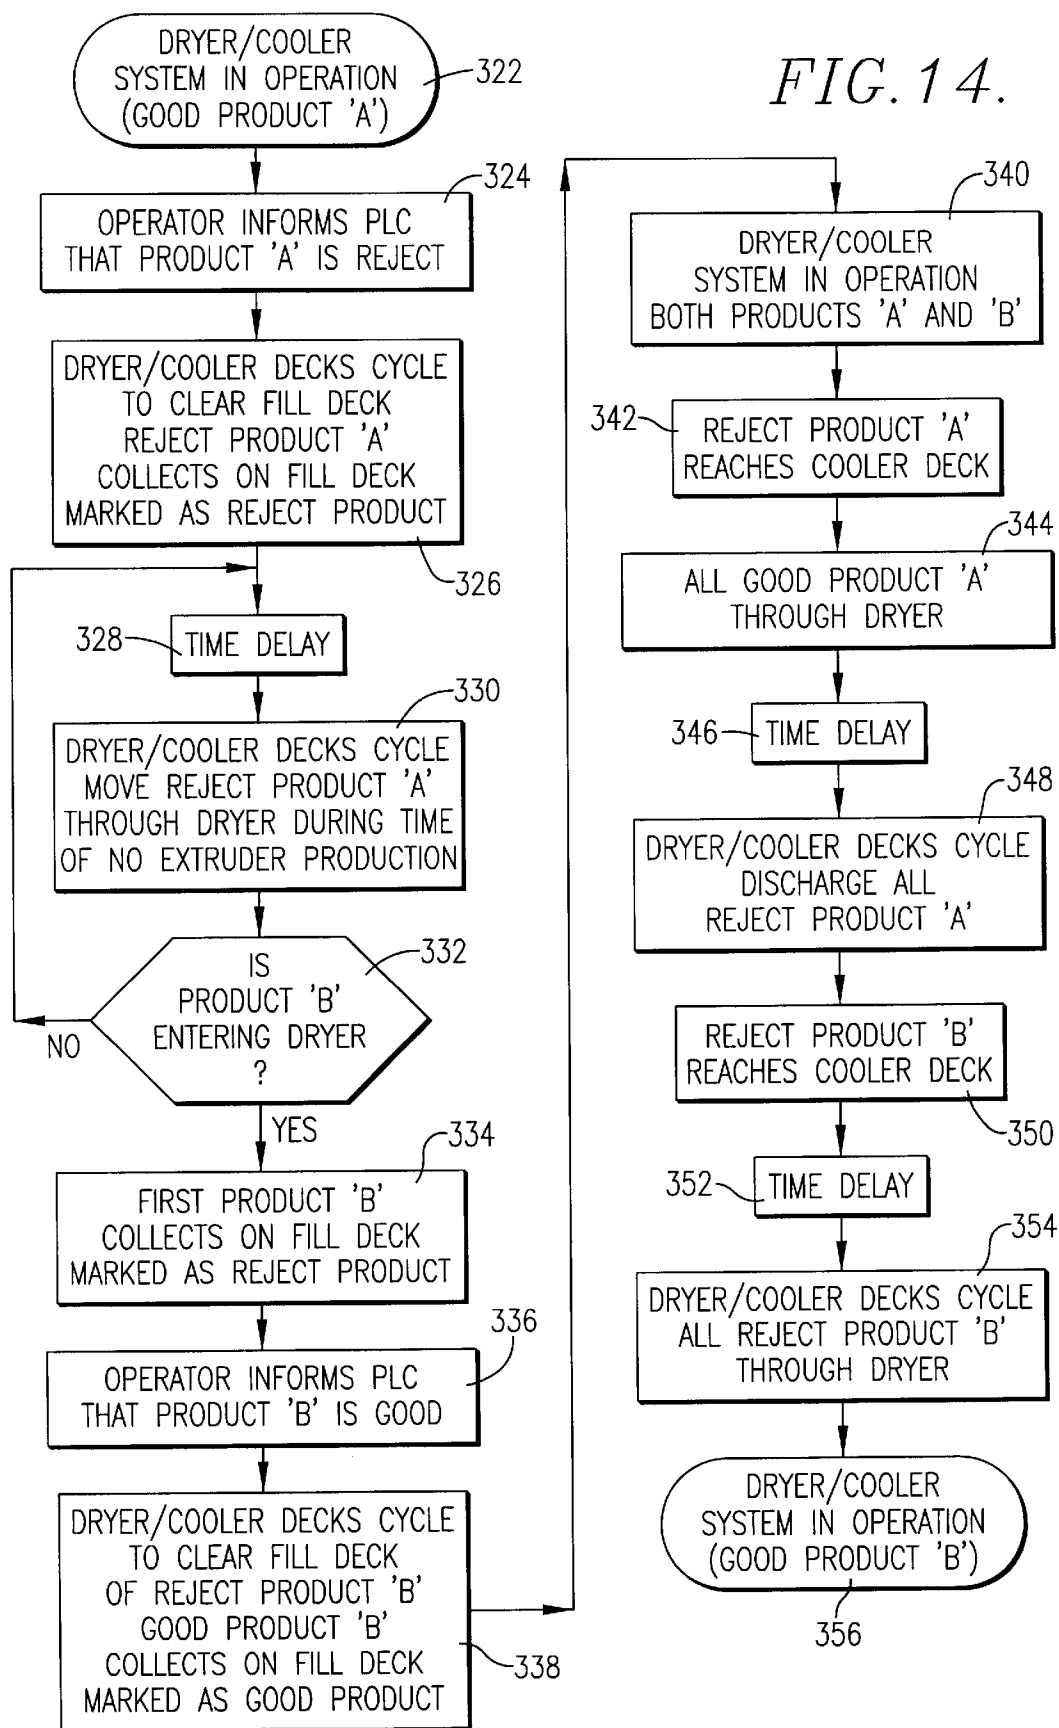 FIG. 14.
DRYER/COOLER
SYSTEM IN OPERATION
(GOOD PRODUCT 'A')
322
324
OPERATOR INFORMS PLC
THAT PRODUCT 'A' IS REJECT
DRYER/COOLER DECKS CYCLE
TO CLEAR FILL DECK
REJECT PRODUCT 'A'
COLLECTS ON FILL DECK
MARKED AS REJECT PRODUCT
326
328
TIME DELAY
330
DRYER/COOLER DECKS CYCLE
MOVE REJECT PRODUCT 'A'
THROUGH DRYER DURING TIME
OF NO EXTRUDER PRODUCTION
332
IS
PRODUCT 'B'
ENTERING DRYER
?
NO
YES
334
FIRST PRODUCT 'B'
COLLECTS ON FILL DECK
MARKED AS REJECT PRODUCT
336
OPERATOR INFORMS PLC
THAT PRODUCT 'B' IS GOOD
DRYER/COOLER DECKS CYCLE
TO CLEAR FILL DECK
OF REJECT PRODUCT 'B'
GOOD PRODUCT 'B'
COLLECTS ON FILL DECK
MARKED AS GOOD PRODUCT
338
340
DRYER/COOLER
SYSTEM IN OPERATION
BOTH PRODUCTS 'A' AND 'B'
342
REJECT PRODUCT 'A'
REACHES COOLER DECK
344
ALL GOOD PRODUCT 'A'
THROUGH DRYER
346
TIME DELAY
348
DRYER/COOLER DECKS CYCLE
DISCHARGE ALL
REJECT PRODUCT 'A'
REJECT PRODUCT 'B'
REACHES COOLER DECK
350
352
TIME DELAY
354
DRYER/COOLER DECKS CYCLE
ALL REJECT PRODUCT 'B'
THROUGH DRYER
DRYER/COOLER
SYSTEM IN OPERATION
(GOOD PRODUCT 'B')
356